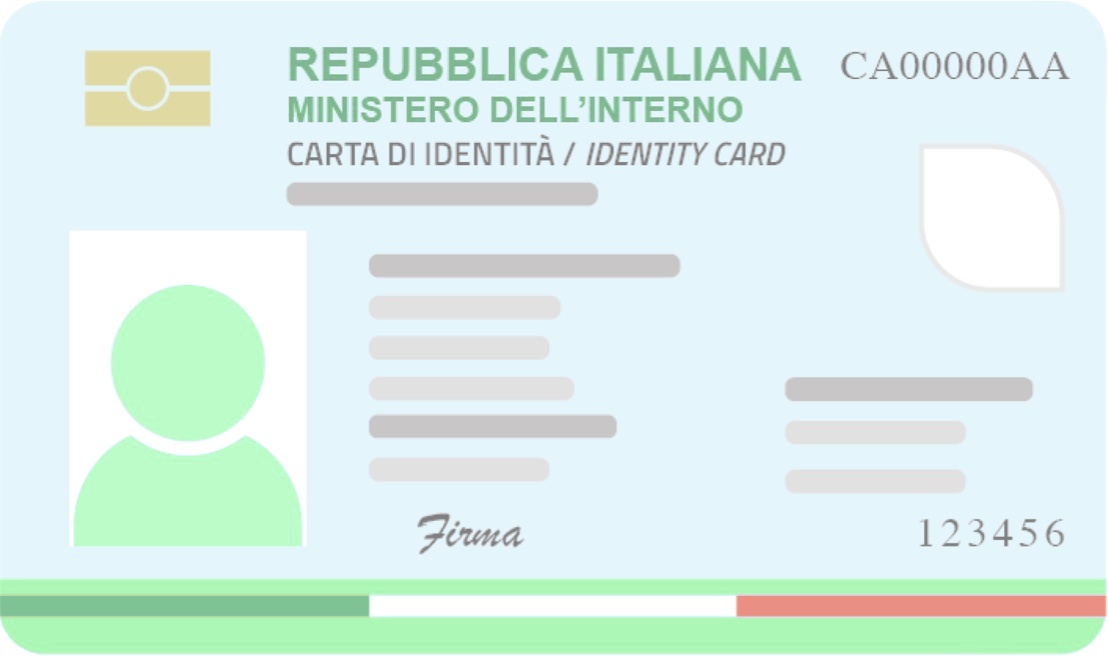 REPUBBLICA ITALIANA
CA00000AA
MINISTERO DELL’INTERNO
CARTA DI IDENTITÀ / IDENTITY CARD
Firma
123456